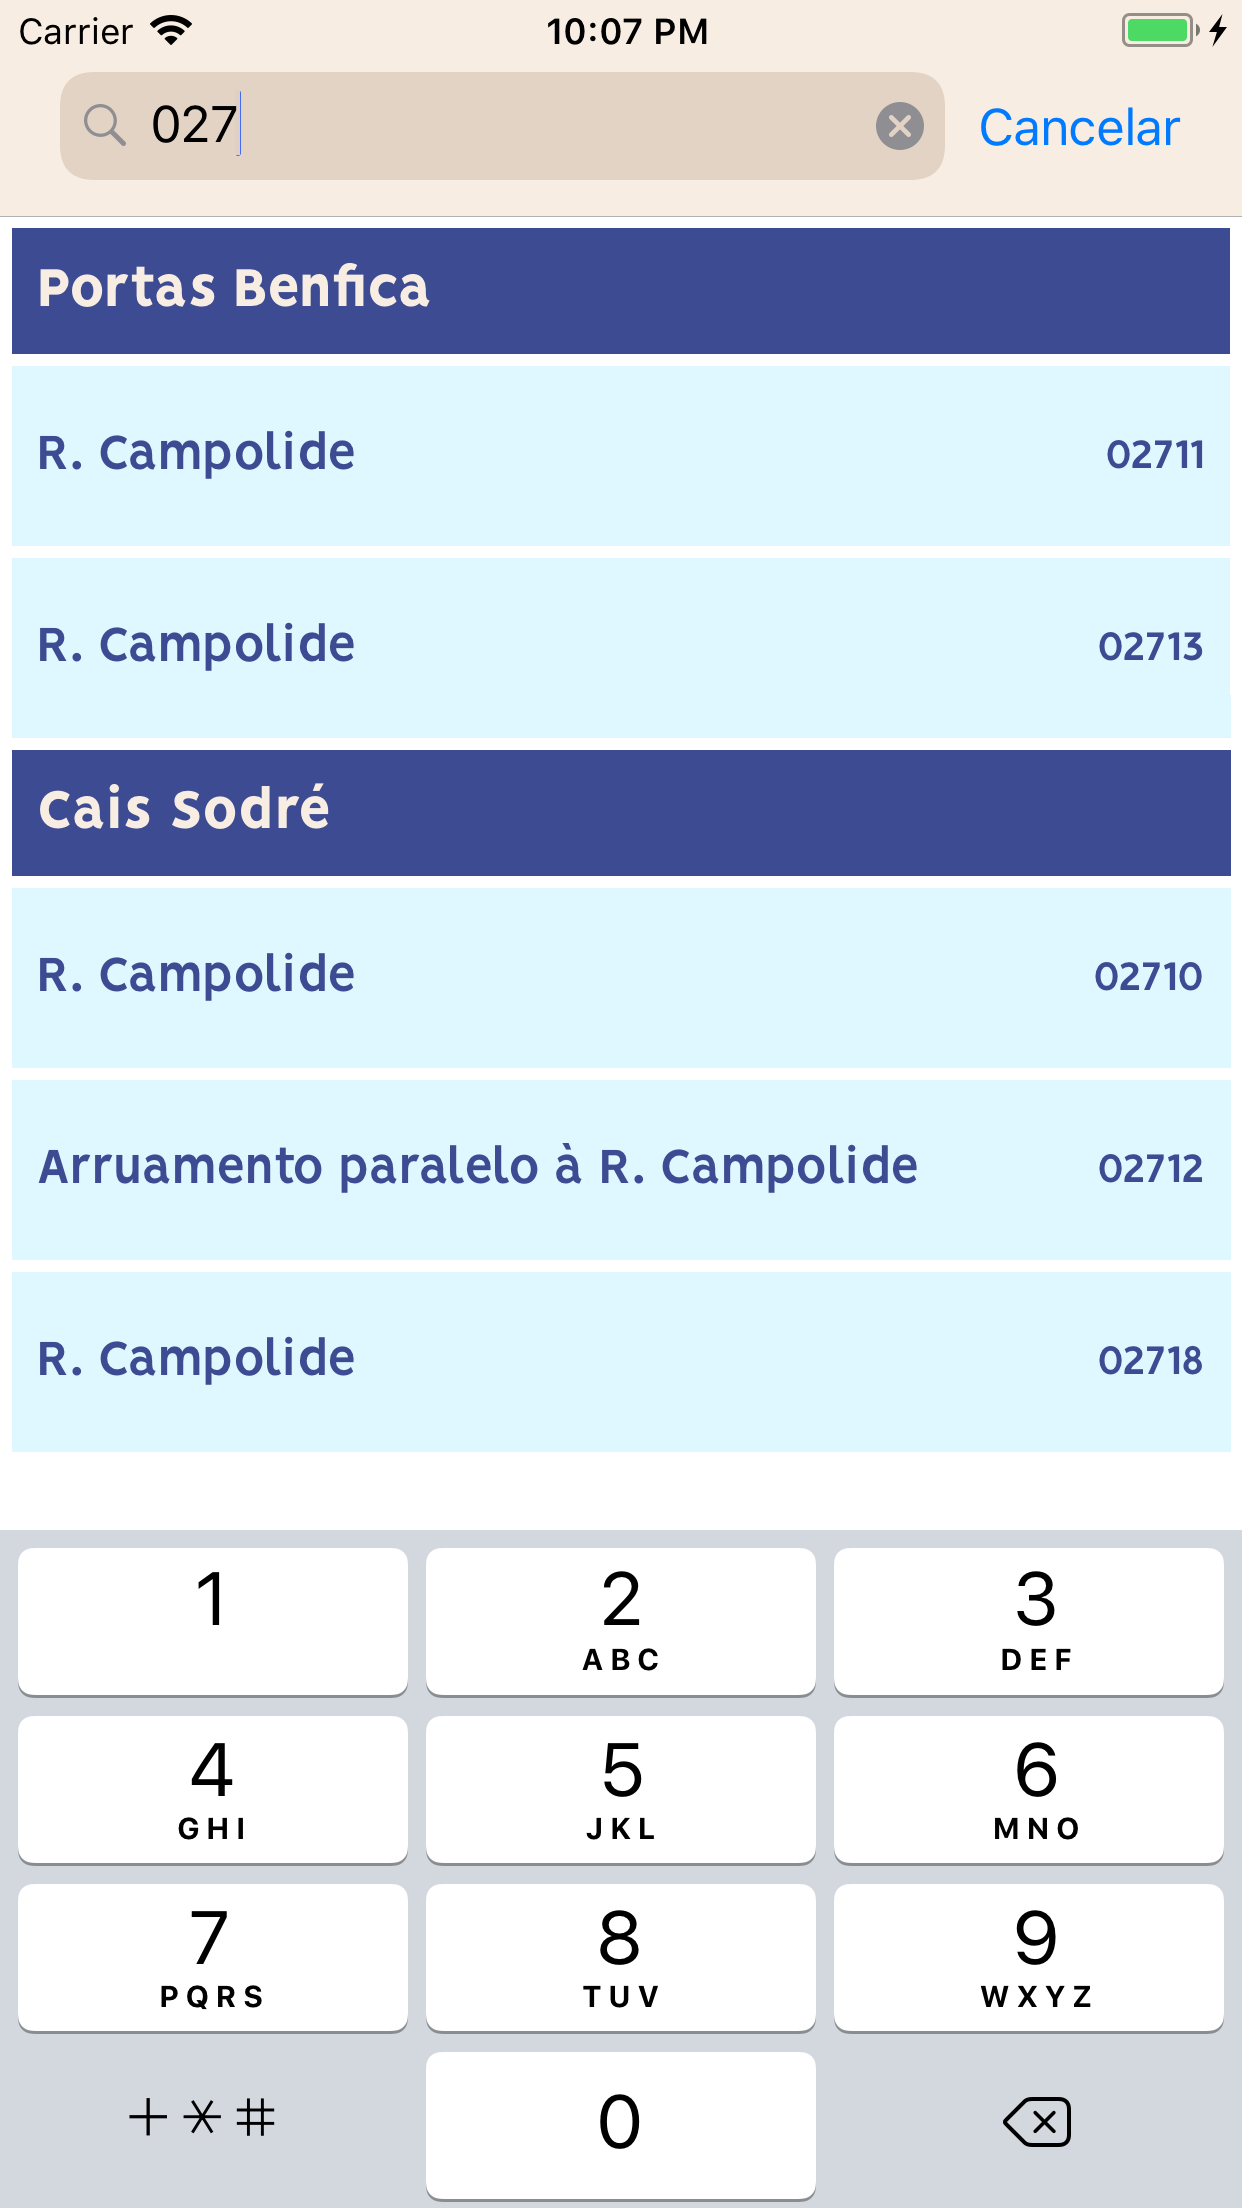 Carrier 10:07 PM
027 Cancelar
Portas Benfica
R. Campolide 02711
R. Campolide 02713
Cais Sodré
R. Campolide 02710
Arruamento paralelo à R. Campolide 02712
R. Campolide 02718
1 2 3
ABC DEF
4 5 6
GHI JKL MNO
7 8 9
PQRS TUV WXYZ
+*# 0